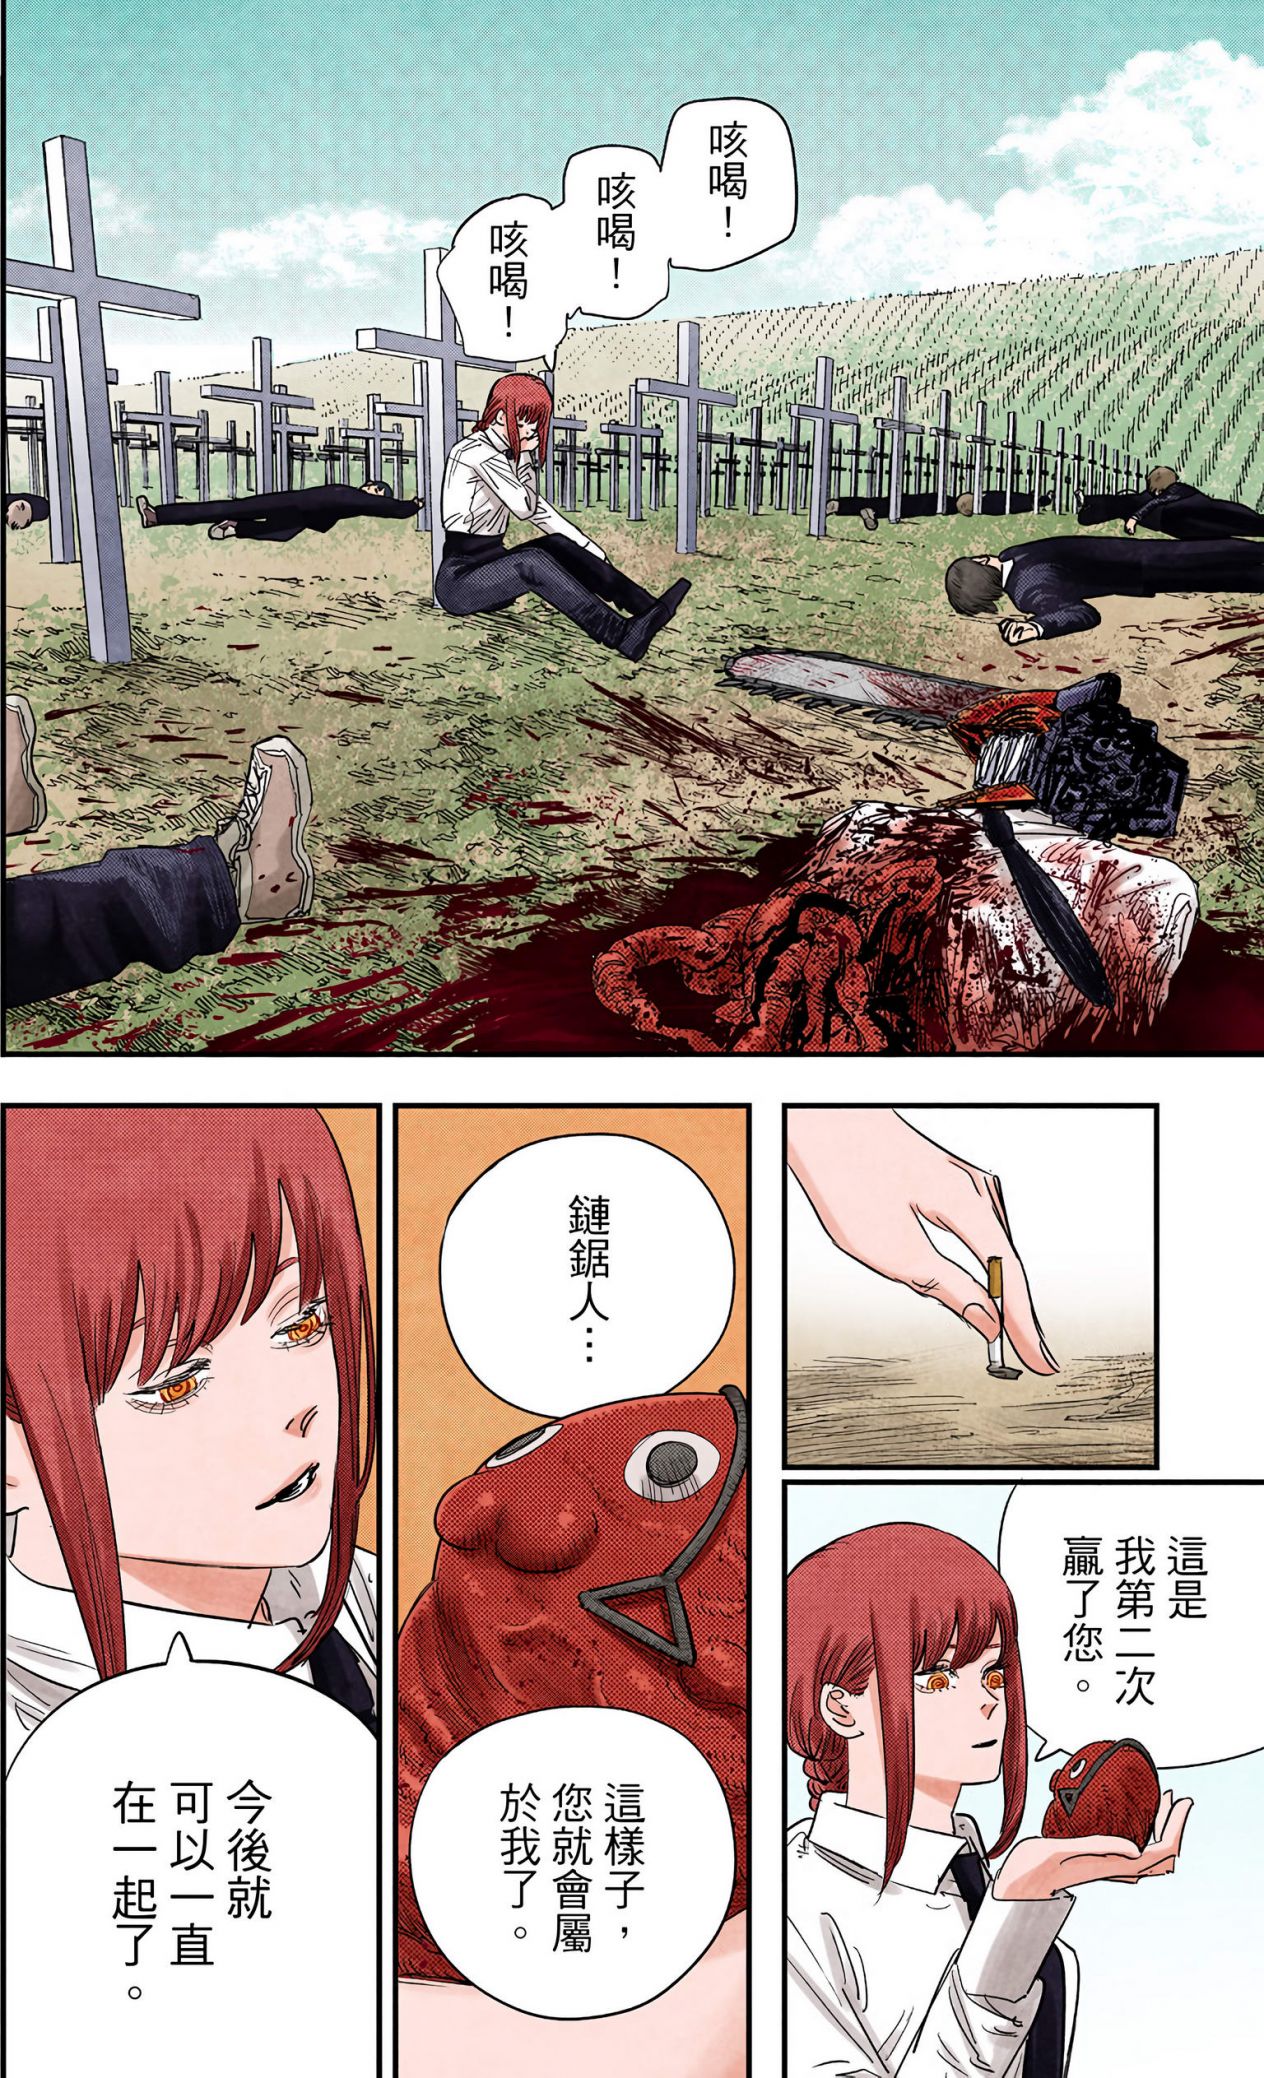 咳喝！
咳喝！
咳喝！
這是
我第二次
贏了您。
鏈鋸人…
這樣子，
您就會屬
於我了。
今後就
可以一直
在一起了。